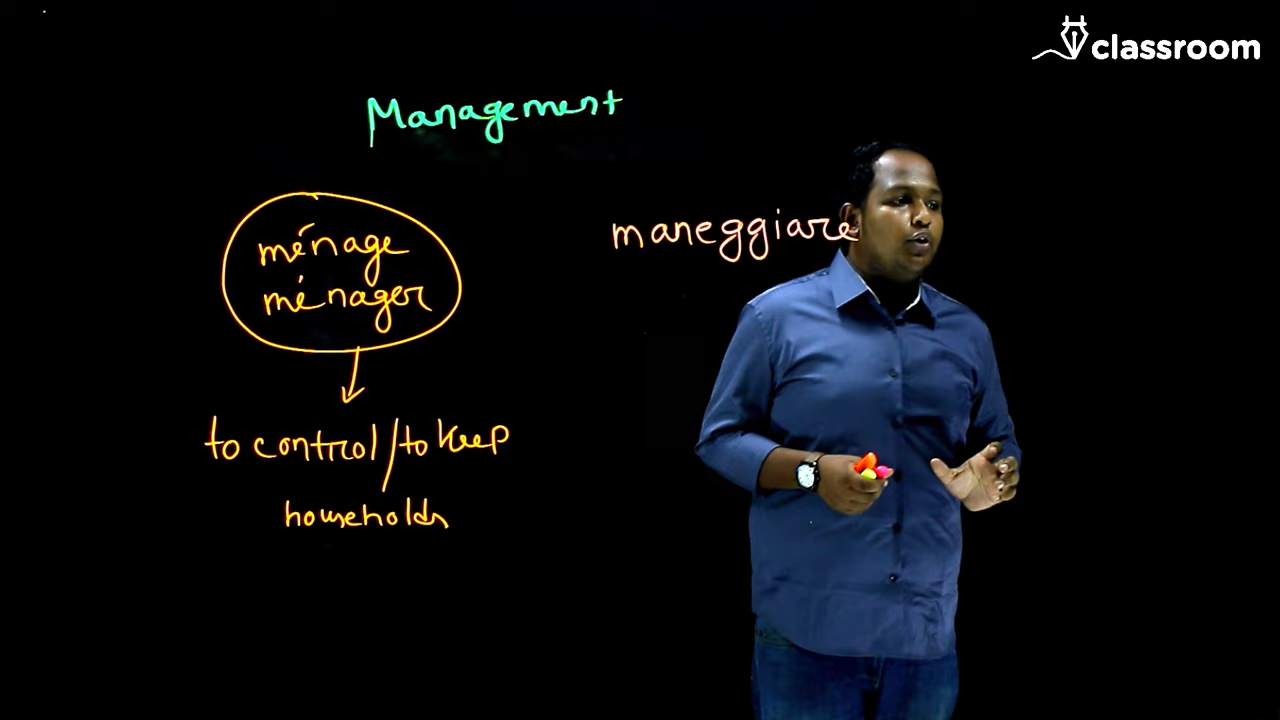 classroom
Management
ménage
ménager
maneggiare
to control/to keep
households